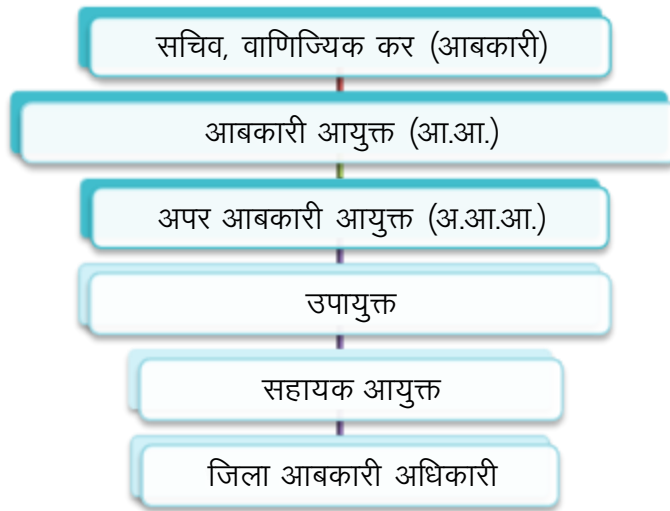 सचिव, वाणिज्यिक कर (आबकारी)
आबकारी आयुक्त (आ.आ.)
अपर आबकारी आयुक्त (अ.आ.आ.)
उपायुक्त
सहायक आयुक्त
जिला आबकारी अधिकारी